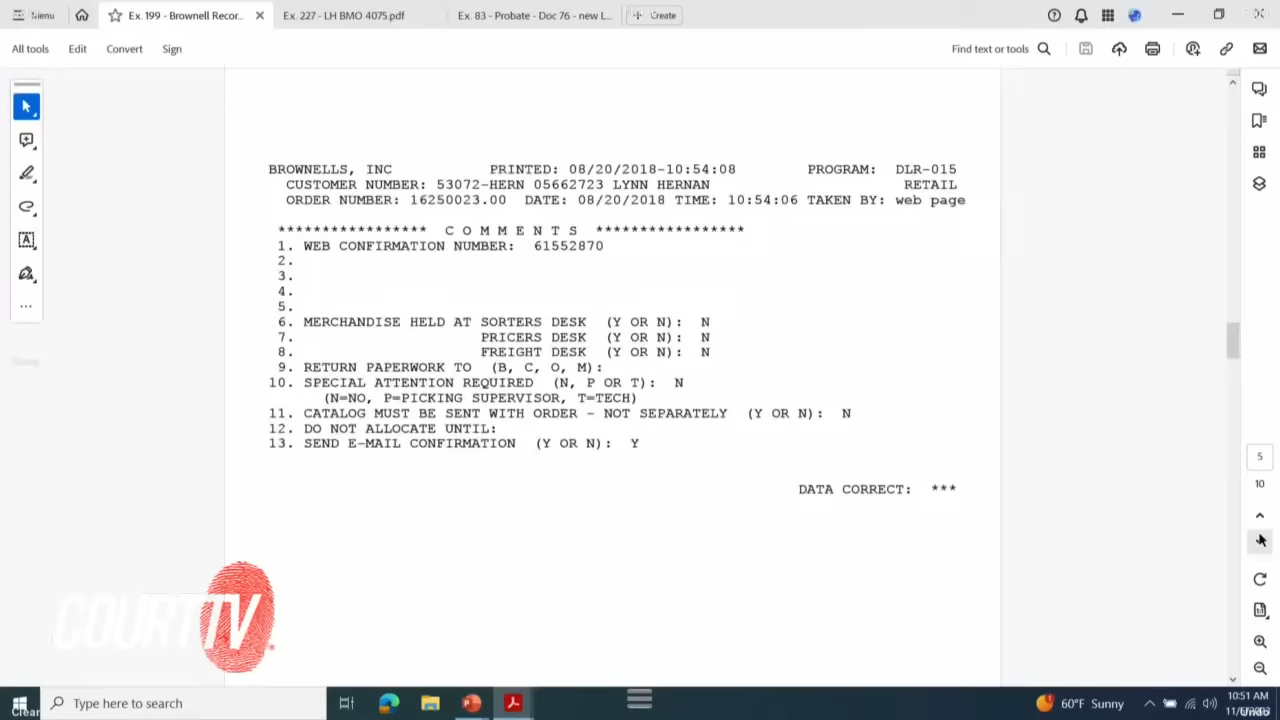 Menu
Ex. 199 - Brownell Recor...
Ex. 227 - LH BMO 4075.pdf
Ex. 83 - Probate - Doc 76 - new L...
Create
All tools
Edit
Convert
Sign
Find text or tools
BROWNELLS, INC PRINTED: 08/20/2018-10:54:08 PROGRAM: DLR-015
CUSTOMER NUMBER: 53072-HERN 05662723 LYNN HERNAN RETAIL
ORDER NUMBER: 16250023.00 DATE: 08/20/2018 TIME: 10:54:06 TAKEN BY: web page
***************** C O M M E N T S *****************
1. WEB CONFIRMATION NUMBER: 61552870
2.
3.
4.
5.
6. MERCHANDISE HELD AT SORTERS DESK (Y OR N): N
7. PRICERS DESK (Y OR N): N
8. FREIGHT DESK (Y OR N): N
9. RETURN PAPERWORK TO (B, C, O, M):
10. SPECIAL ATTENTION REQUIRED (N, P OR T): N
(N=NO, P=PICKING SUPERVISOR, T=TECH)
11. CATALOG MUST BE SENT WITH ORDER - NOT SEPARATELY (Y OR N): N
12. DO NOT ALLOCATE UNTIL:
13. SEND E-MAIL CONFIRMATION (Y OR N): Y
DATA CORRECT: ***
5
10
COURT TV
Type here to search
60°F Sunny
10:51 AM
Clear
Undo